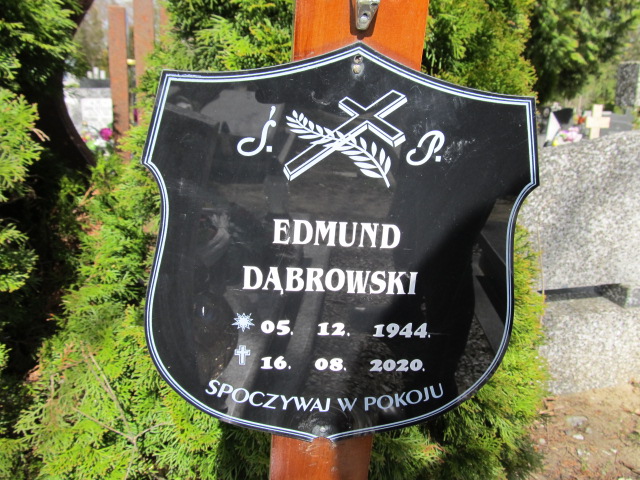 Ś. P.
EDMUND
DĄBROWSKI
05. 12. 1944.
16. 08. 2020.
SPOCZYWAJ W POKOJU